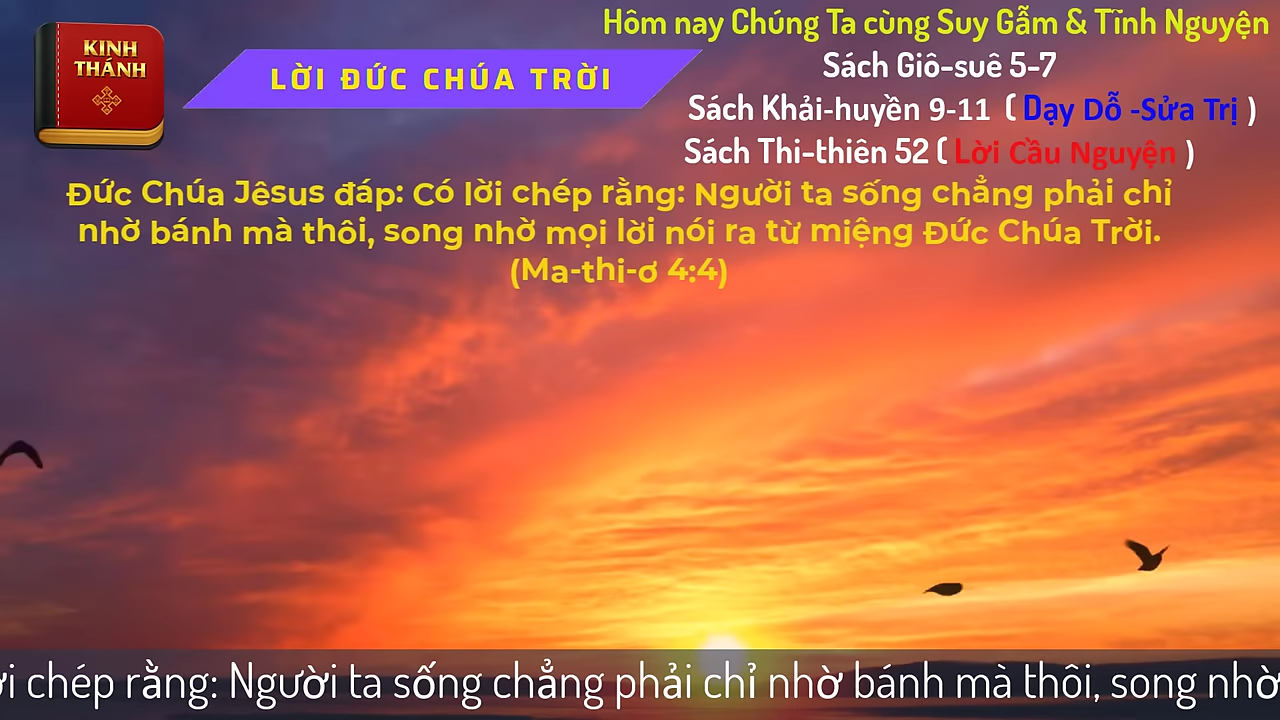 KINH
THÁNH
LỜI ĐỨC CHÚA TRỜI
Hôm nay Chúng Ta cùng Suy Gẫm & Tĩnh Nguyện
Sách Giô-suê 5-7
Sách Khải-huyền 9-11 ( Dạy Dỗ -Sửa Trị )
Sách Thi-thiên 52 ( Lời Cầu Nguyện )
Đức Chúa Jêsus đáp: Có lời chép rằng: Người ta sống chẳng phải chỉ
nhờ bánh mà thôi, song nhờ mọi lời nói ra từ miệng Đức Chúa Trời.
(Ma-thi-ơ 4:4)
chép rằng: Người ta sống chẳng phải chỉ nhờ bánh mà thôi, song nhờ